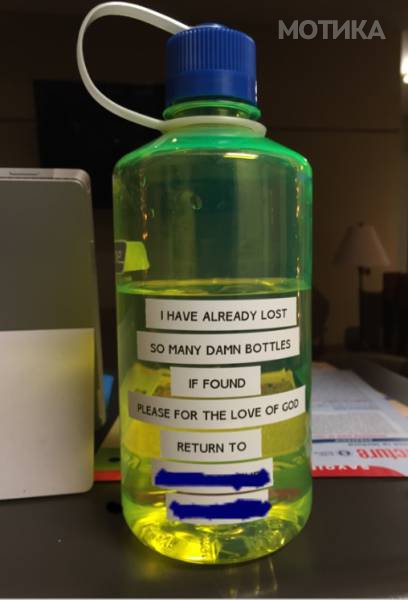 МОТИКА
I HAVE ALREADY LOST
SO MANY DAMN BOTTLES
IF FOUND
PLEASE FOR THE LOVE OF GOD
RETURN TO